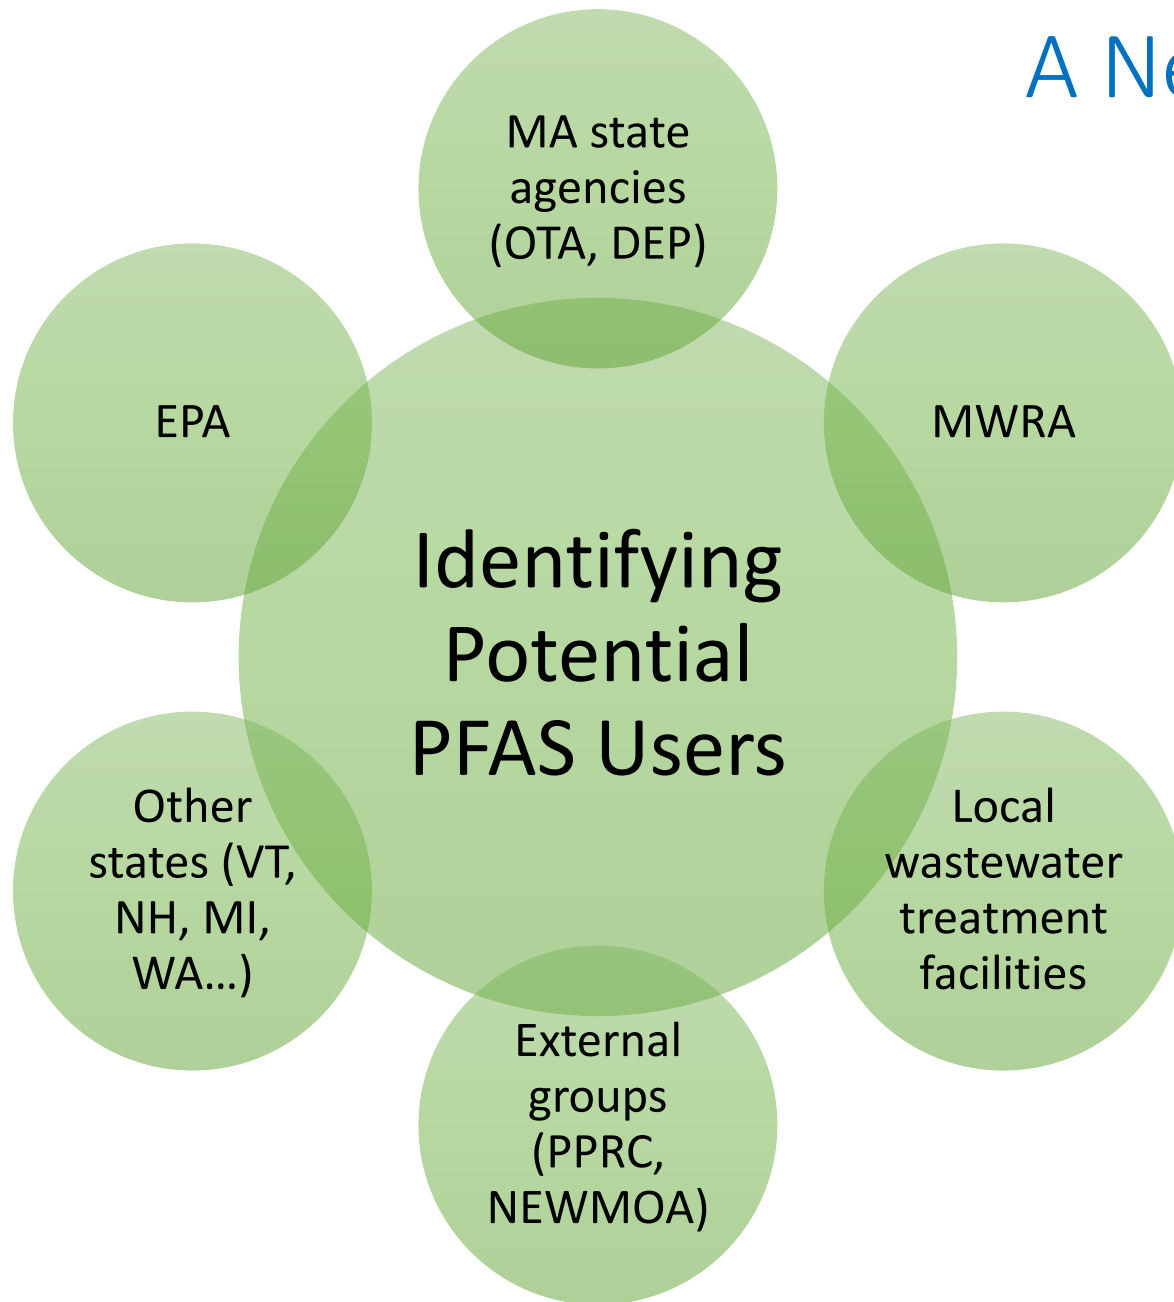 A Ne
MA state
agencies
(OTA, DEP)
EPA
MWRA
Identifying
Potential
PFAS Users
Other
states (VT,
NH, MI,
WA...)
Local
wastewater
treatment
facilities
External
groups
(PPRC,
NEWMOA)